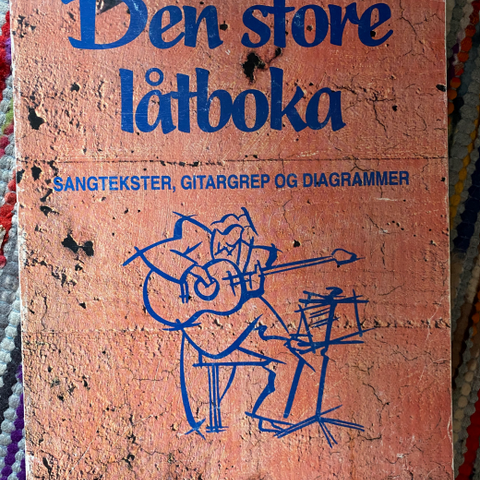 Den store
låtboka
SANGTEKSTER, GITARGREP OG DIAGRAMMER